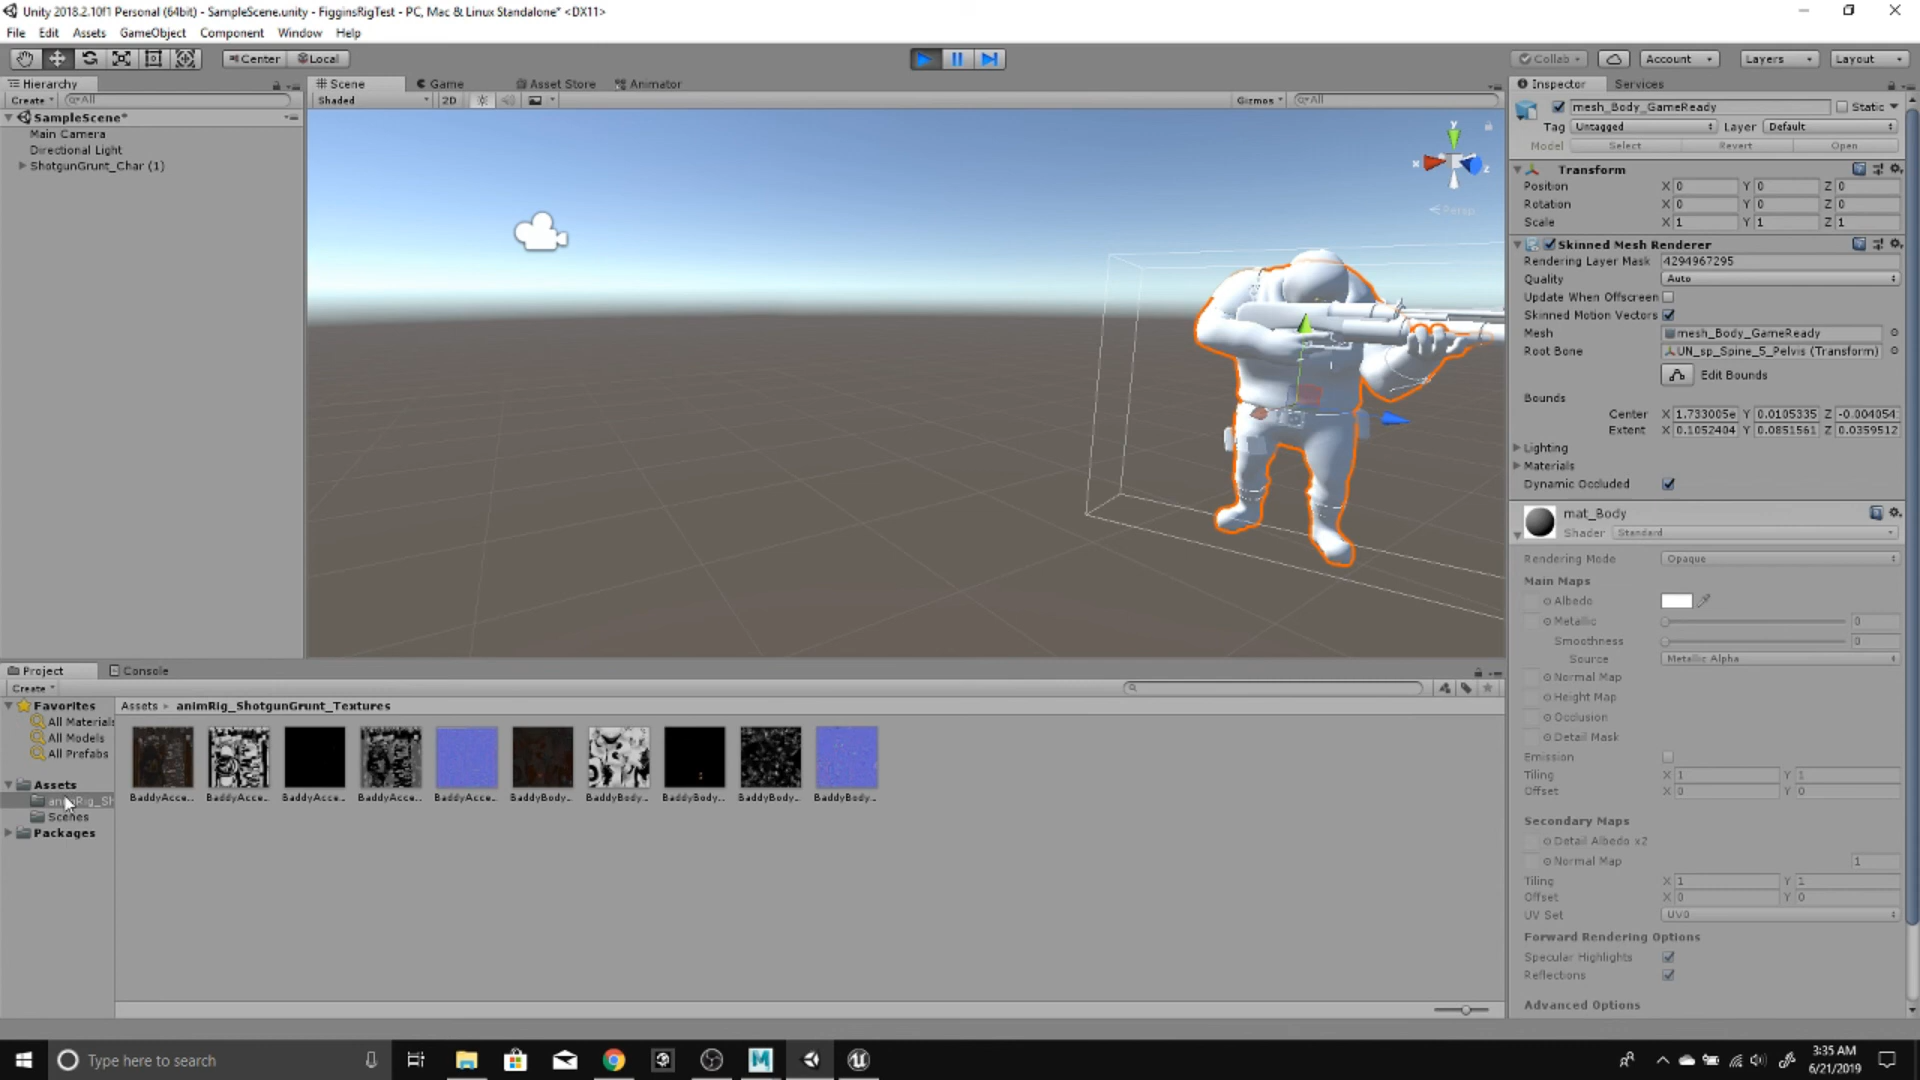 Unity 2018.2.10f1 Personal (64bit) - SampleScene.unity - FigginsRigTest - PC, Mac & Linux Standalone* <DX11>
File Edit Assets GameObject Component Window Help
Center Local
Collab Account Layers Layout
Hierarchy
Create All
SampleScene*
Main Camera
Directional Light
ShotgunGrunt_Char (1)
Scene Game Asset Store Animator
Shaded 2D Gizmos All
y
x
z
Persp
Inspector Services
mesh_Body_GameReady Static
Tag Untagged Layer Default
Model Select Revert Open
Transform
Position X 0 Y 0 Z 0
Rotation X 0 Y 0 Z 0
Scale X 1 Y 1 Z 1
Skinned Mesh Renderer
Rendering Layer Mask 4294967295
Quality Auto
Update When Offscreen
Skinned Motion Vectors
Mesh mesh_Body_GameReady
Root Bone UN_sp_Spine_5_Pelvis (Transform)
Edit Bounds
Bounds
Center X 1.733005e Y 0.0105335 Z -0.004054
Extent X 0.1052404 Y 0.0851561 Z 0.0359512
Lighting
Materials
Dynamic Occluded
mat_Body
Shader Standard
Rendering Mode Opaque
Main Maps
Albedo
Metallic 0
Smoothness 0
Source Metallic Alpha
Normal Map
Height Map
Occlusion
Detail Mask
Emission
Tiling X 1 Y 1
Offset X 0 Y 0
Secondary Maps
Detail Albedo x2
Normal Map 1
Tiling X 1 Y 1
Offset X 0 Y 0
UV Set UV0
Forward Rendering Options
Specular Highlights
Reflections
Advanced Options
Project Console
Create
Favorites
All Materials
All Models
All Prefabs
Assets
animRig_Sh
Scenes
Packages
Assets animRig_ShotgunGrunt_Textures
BaddyAcce... BaddyAcce... BaddyAcce... BaddyAcce... BaddyAcce... BaddyBody... BaddyBody... BaddyBody... BaddyBody... BaddyBody...
Type here to search
3:35 AM
6/21/2019